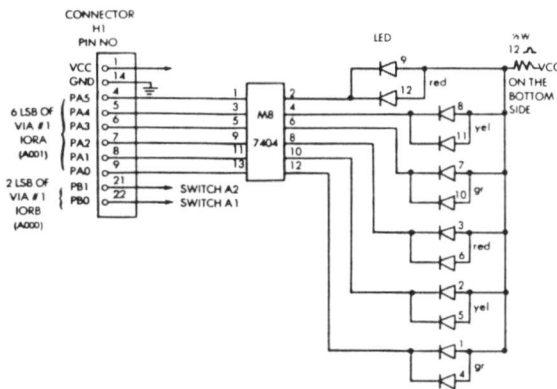 CONNECTOR
H1
PIN NO
VCC 1
GND 14
PA5 4
PA4 5
PA3 6
PA2 7
PA1 8
PA0 9
PB1 21
PB0 22
6 LSB OF
VIA #1
IORA
(A001)
2 LSB OF
VIA #1
IORB
(A000)
SWITCH A2
SWITCH A1
1
3
5
9
11
13
M8
7404
2
4
6
8
10
12
LED
9
12
red
8
11
yel
7
10
gr
3
6
red
2
5
yel
1
4
gr
½W
12 Ω
VCC
ON THE
BOTTOM
SIDE